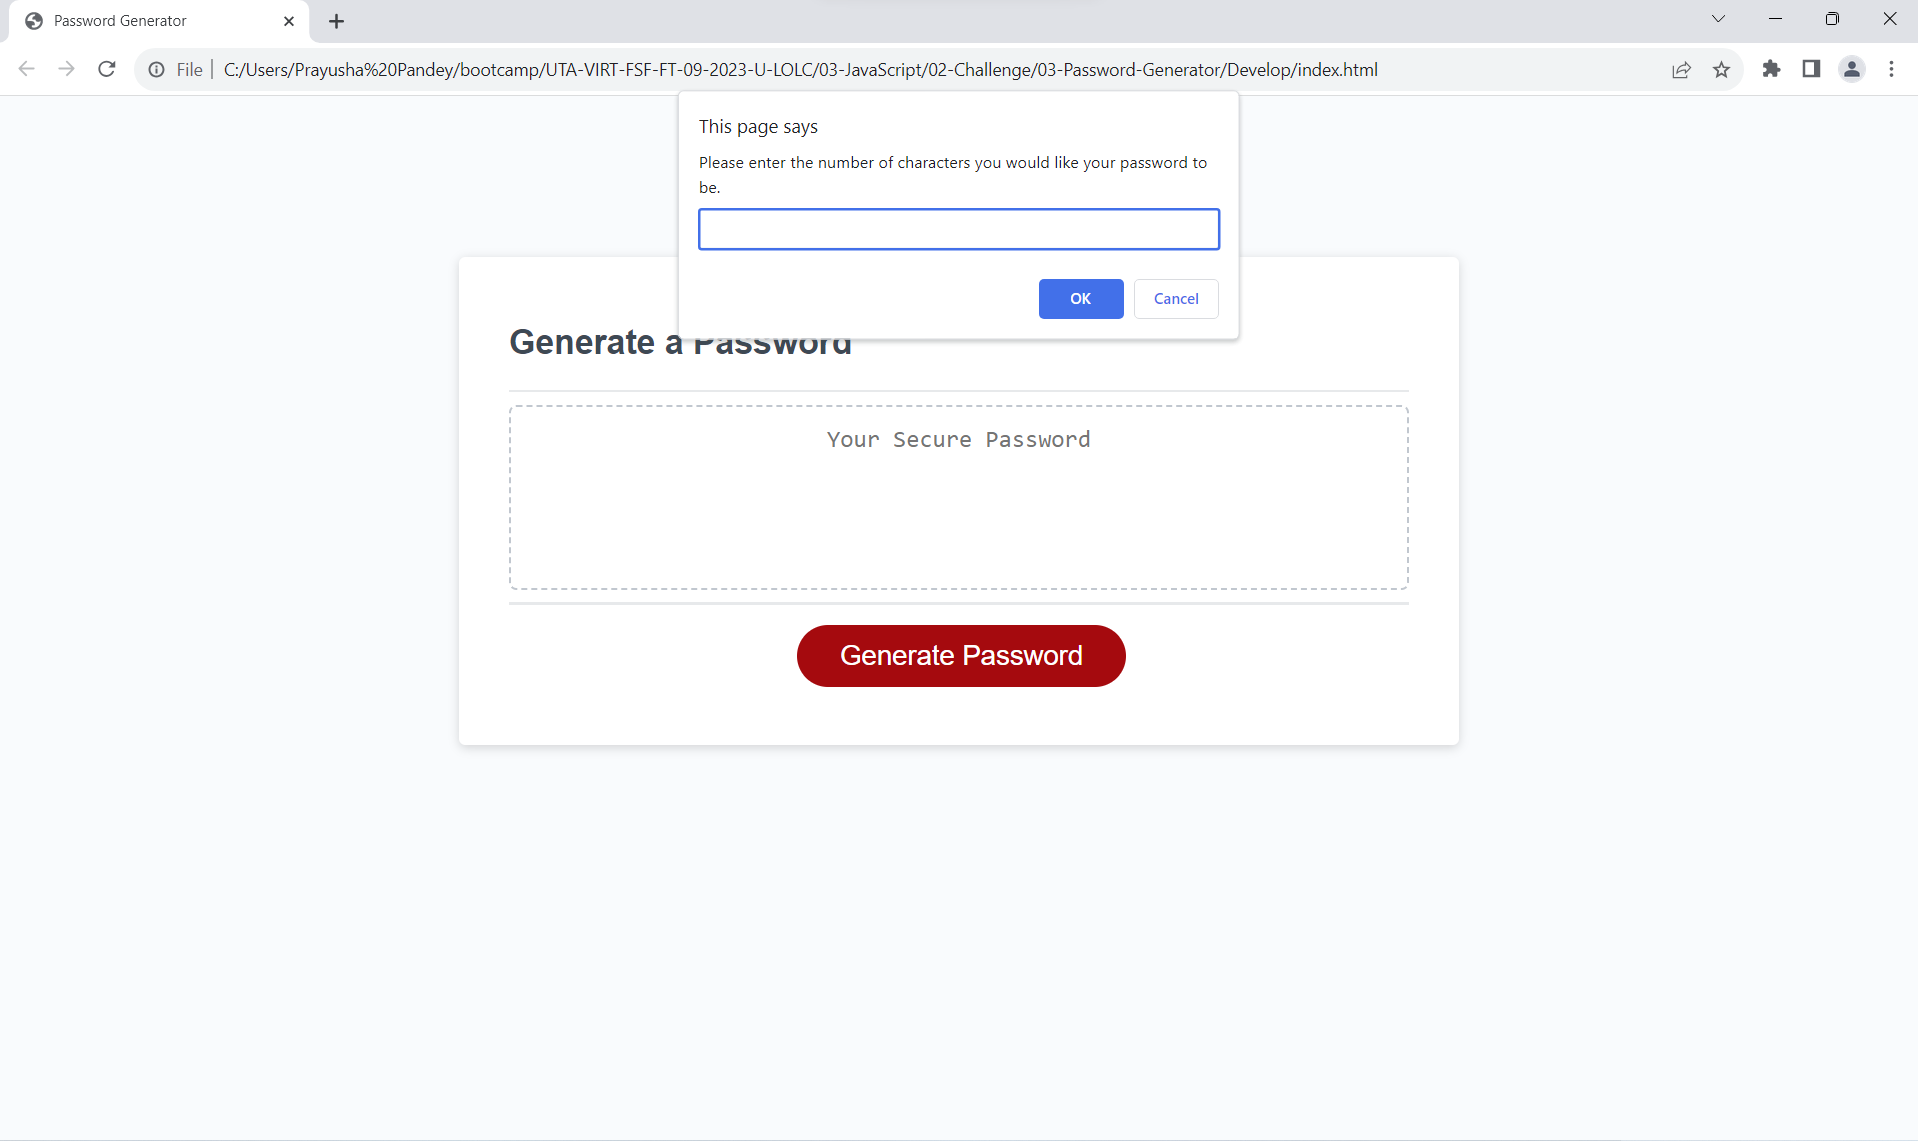 Password Generator
File
C:/Users/Prayusha%20Pandey/bootcamp/UTA-VIRT-FSF-FT-09-2023-U-LOLC/03-JavaScript/02-Challenge/03-Password-Generator/Develop/index.html
This page says
Please enter the number of characters you would like your password to
be.
OK
Cancel
Generate a Password
Your Secure Password
Generate Password